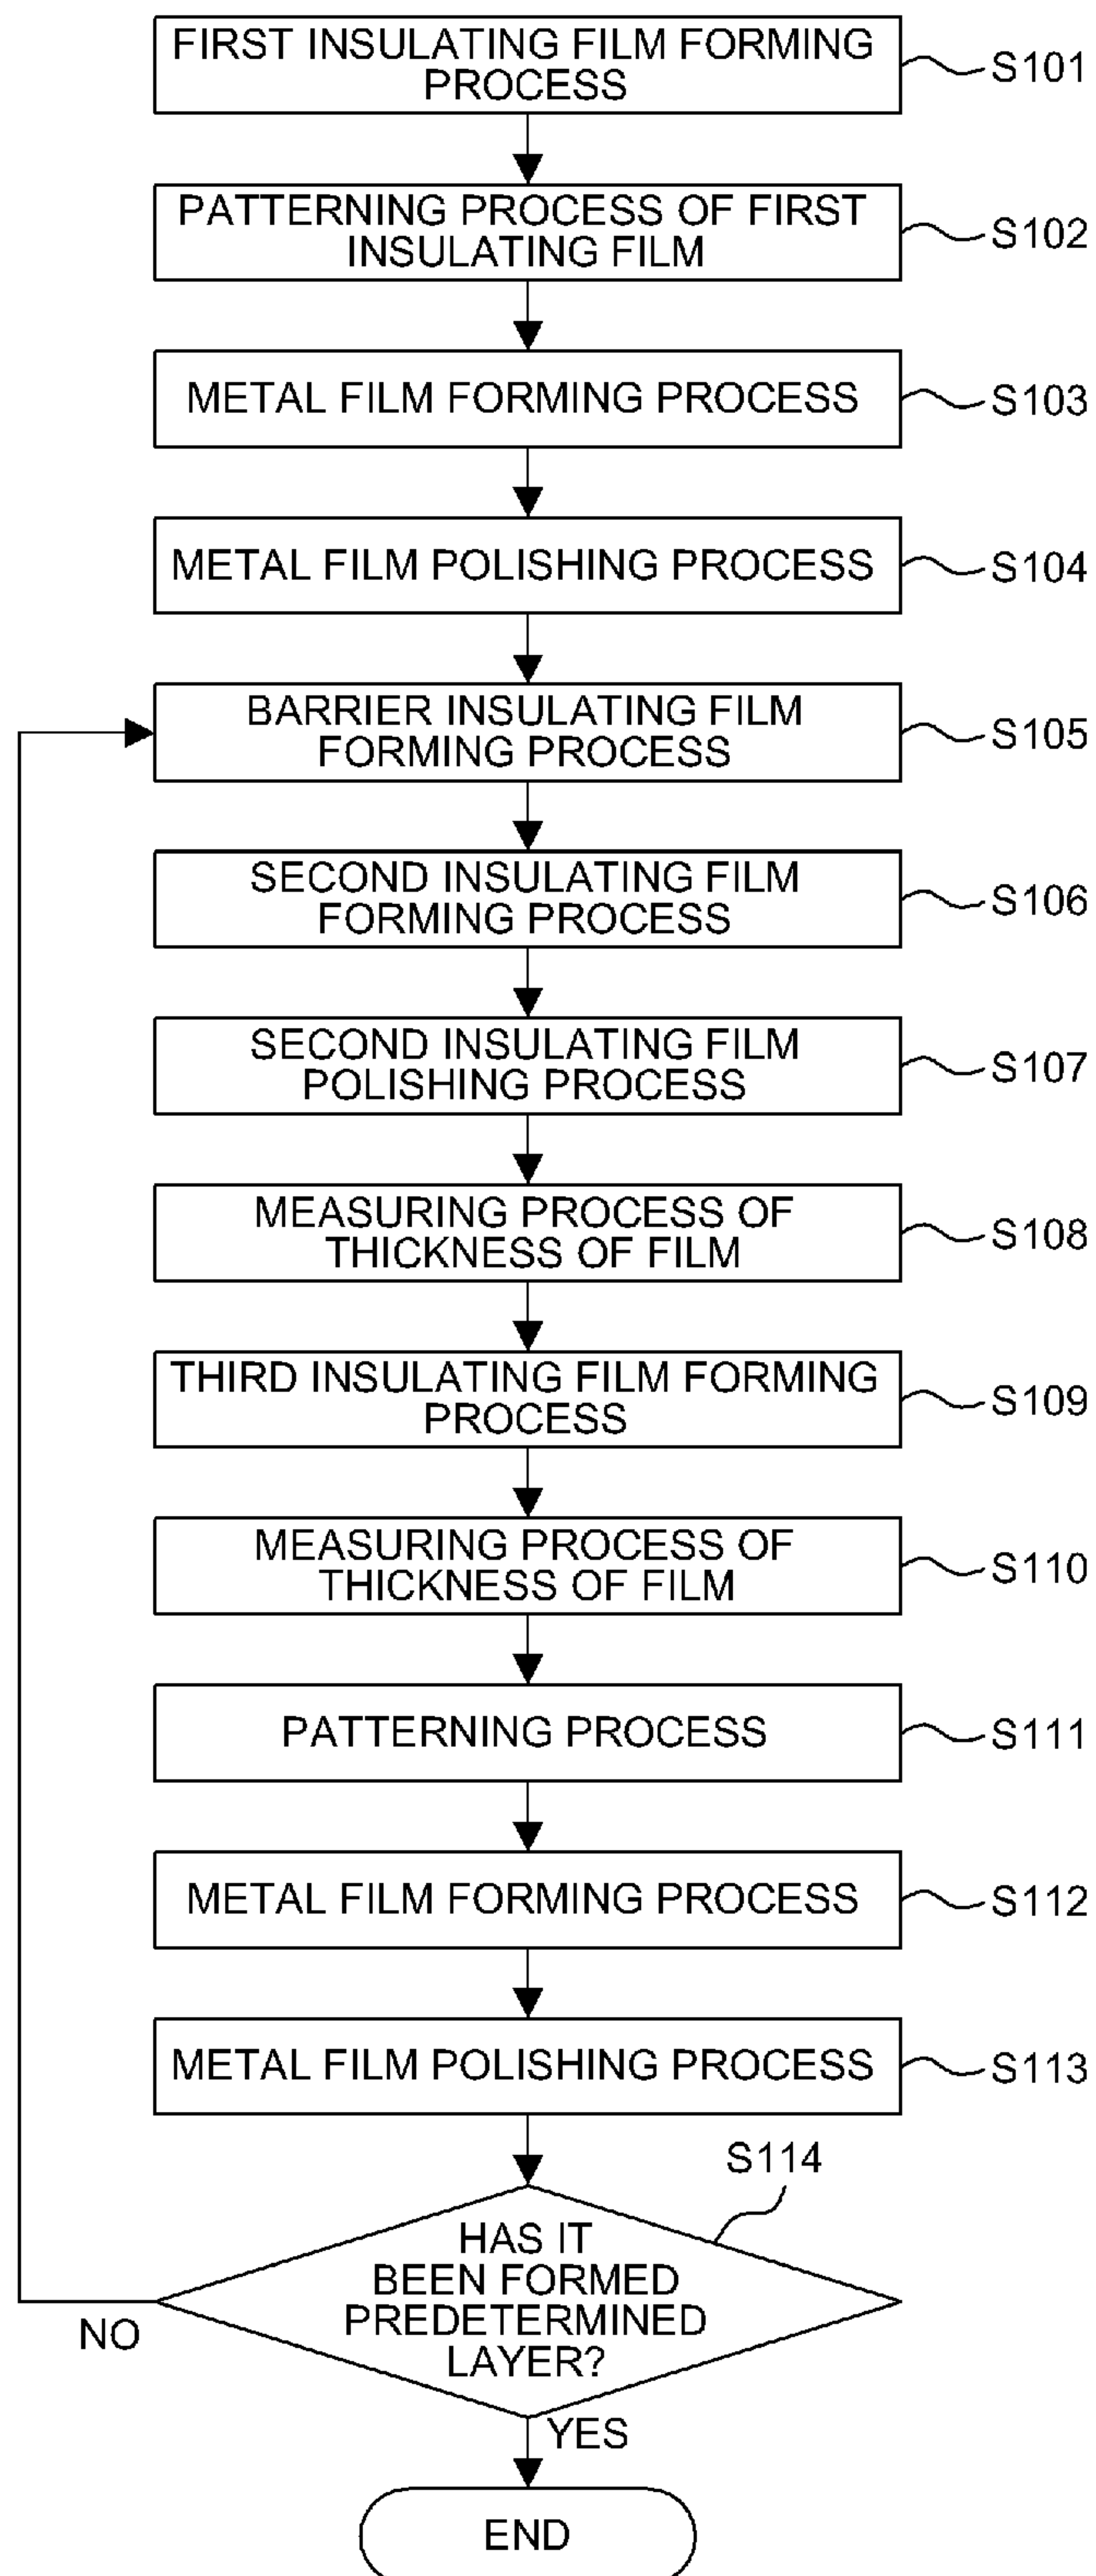 FIRST INSULATING FILM FORMING
PROCESS
S101
PATTERNING PROCESS OF FIRST
INSULATING FILM
S102
METAL FILM FORMING PROCESS
S103
METAL FILM POLISHING PROCESS
S104
BARRIER INSULATING FILM
FORMING PROCESS
S105
SECOND INSULATING FILM
FORMING PROCESS
S106
SECOND INSULATING FILM
POLISHING PROCESS
S107
MEASURING PROCESS OF
THICKNESS OF FILM
S108
THIRD INSULATING FILM FORMING
PROCESS
S109
MEASURING PROCESS OF
THICKNESS OF FILM
S110
PATTERNING PROCESS
S111
METAL FILM FORMING PROCESS
S112
METAL FILM POLISHING PROCESS
S113
S114
HAS IT
BEEN FORMED
PREDETERMINED
LAYER?
NO
YES
END